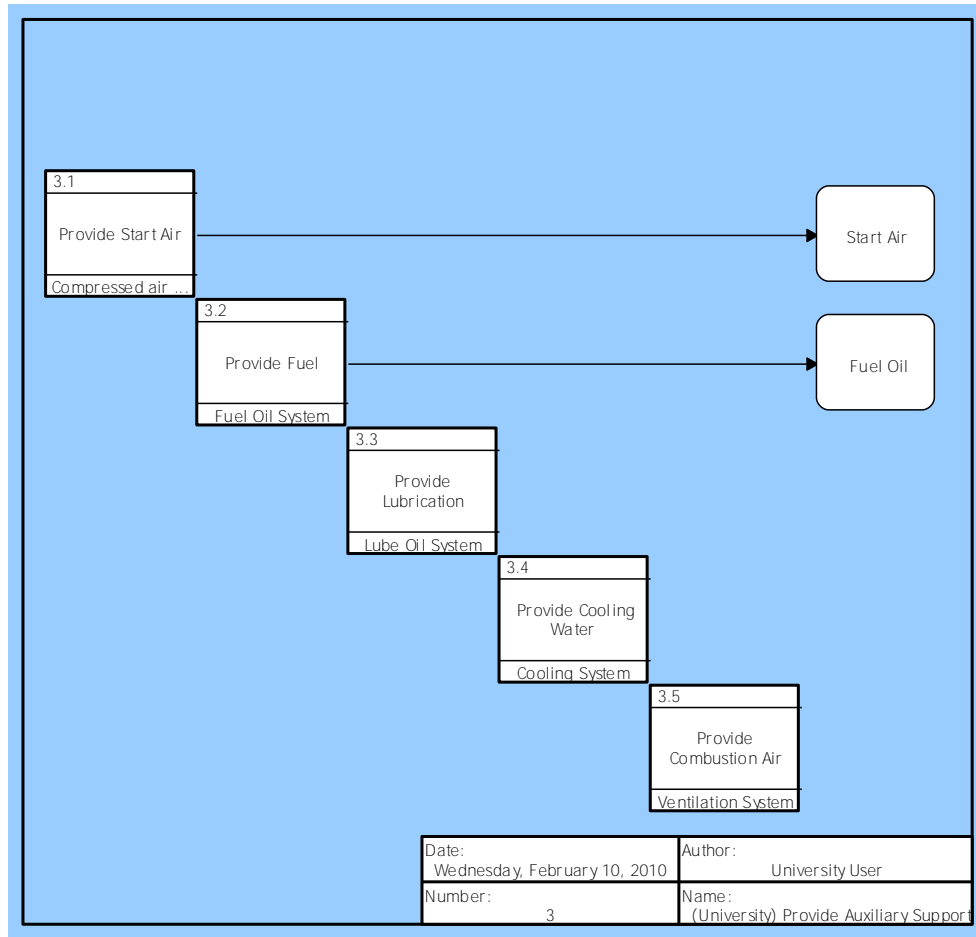 3.1
Provide Start Air
Compressed air ...
Start Air
3.2
Provide Fuel
Fuel Oil System
Fuel Oil
3.3
Provide
Lubrication
Lube Oil System
3.4
Provide Cooling
Water
Cooling System
3.5
Provide
Combustion Air
Ventilation System
Date:
Wednesday, February 10, 2010
Author:
University User
Number:
3
Name:
(University) Provide Auxiliary Support